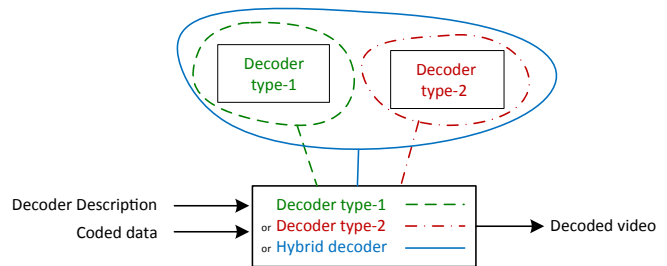 Decoder
type-1
Decoder
type-2
Decoder Description
Coded data
Decoder type-1
or Decoder type-2
or Hybrid decoder
Decoded video